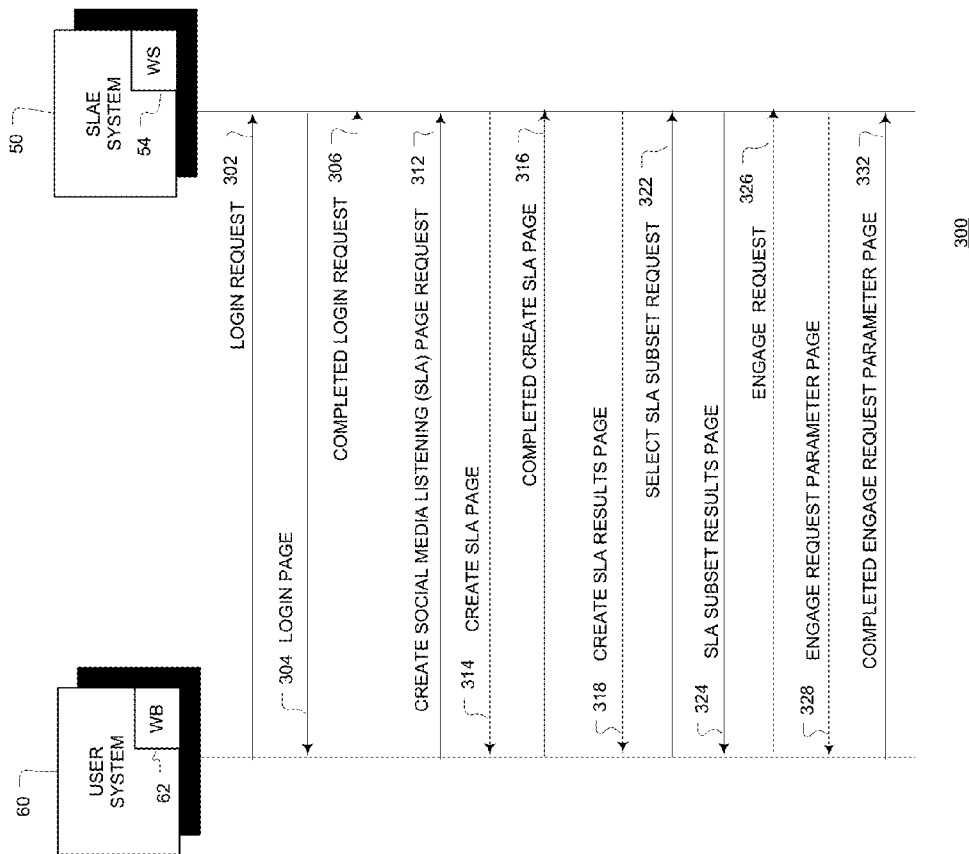 50
SLAE
SYSTEM
WS
54
60
USER
SYSTEM
WB
62
LOGIN REQUEST 302
304 LOGIN PAGE
COMPLETED LOGIN REQUEST 306
CREATE SOCIAL MEDIA LISTENING (SLA) PAGE REQUEST 312
314 CREATE SLA PAGE
COMPLETED CREATE SLA PAGE 316
318 CREATE SLA RESULTS PAGE
SELECT SLA SUBSET REQUEST 322
324 SLA SUBSET RESULTS PAGE
ENGAGE REQUEST 326
328 ENGAGE REQUEST PARAMETER PAGE
COMPLETED ENGAGE REQUEST PARAMETER PAGE 332
300